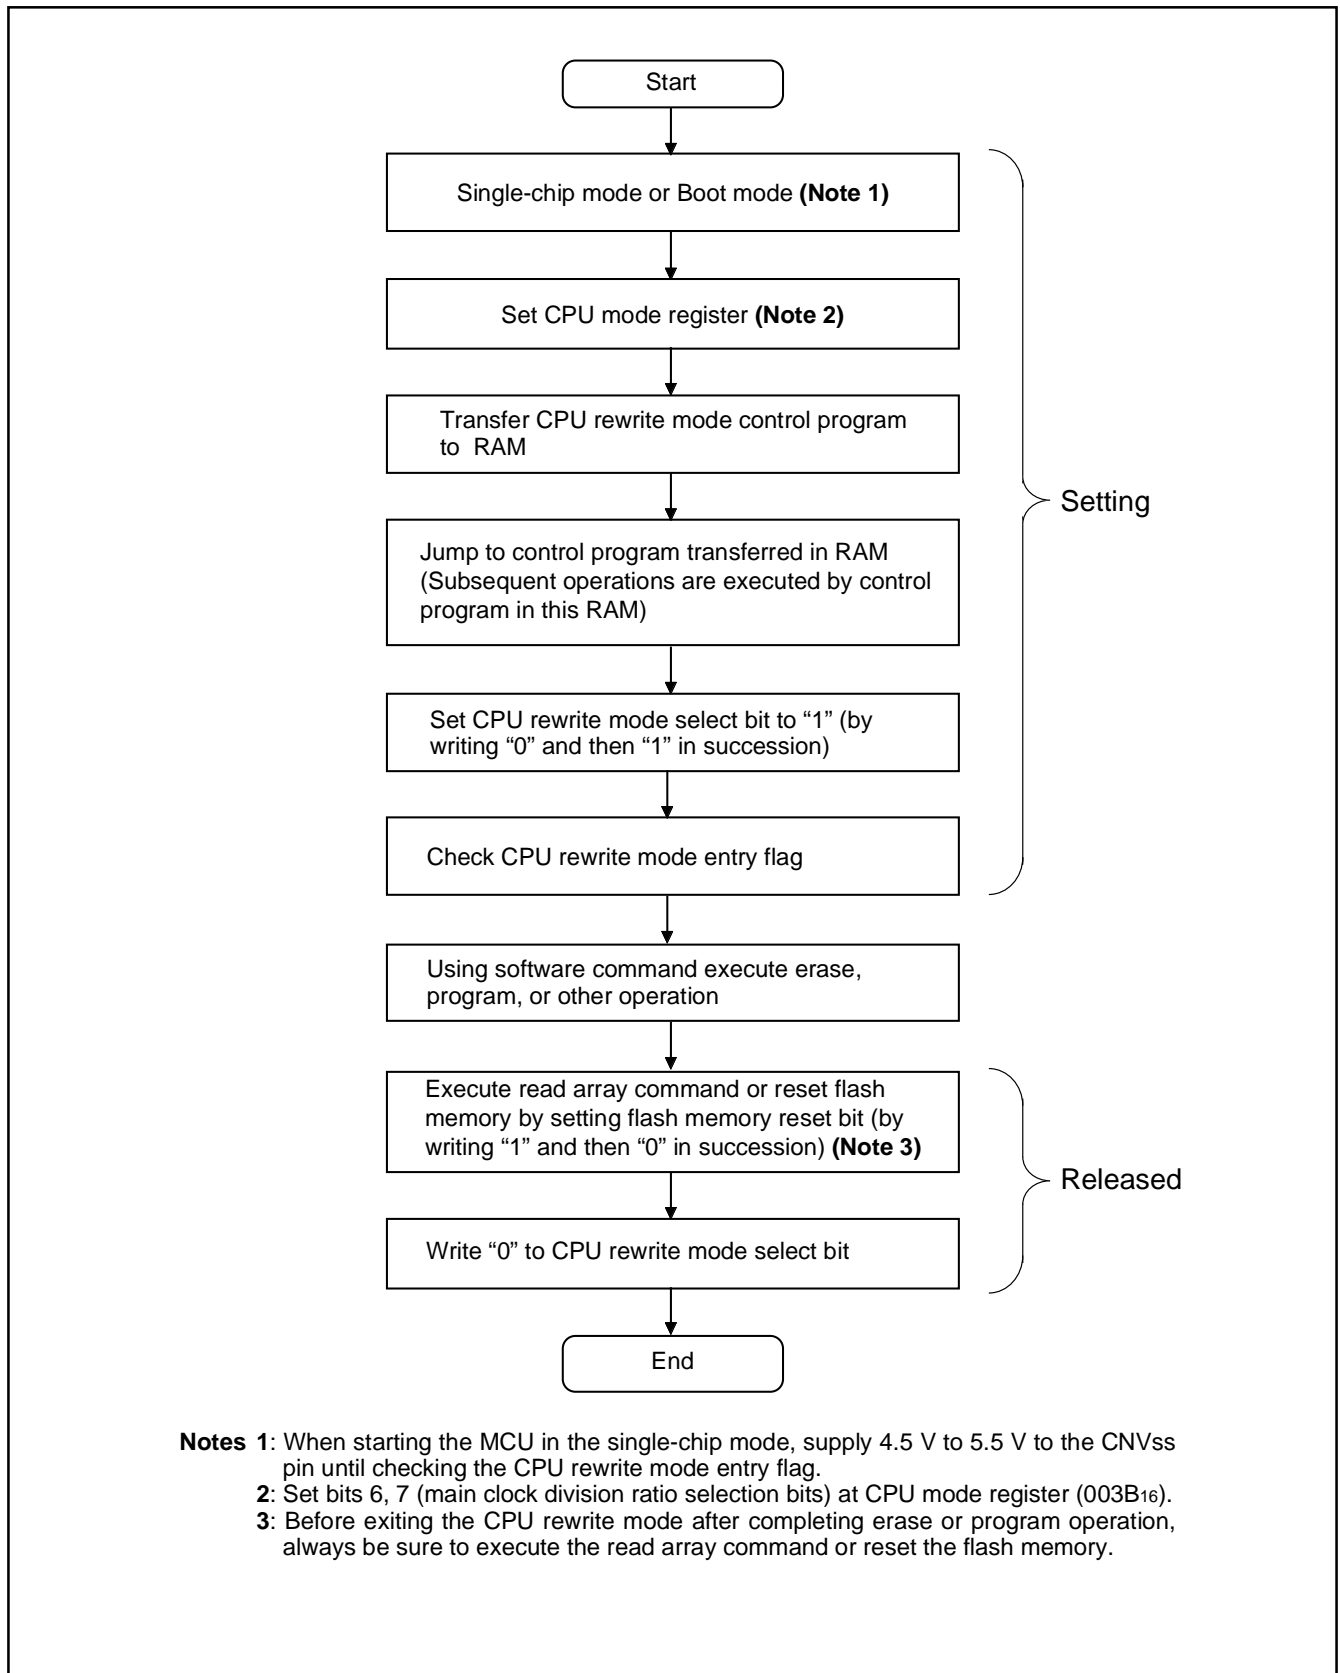 Start
Single-chip mode or Boot mode (Note 1)
Set CPU mode register (Note 2)
Transfer CPU rewrite mode control program
to RAM
Jump to control program transferred in RAM
(Subsequent operations are executed by control
program in this RAM)
Set CPU rewrite mode select bit to “1” (by
writing “0” and then “1” in succession)
Check CPU rewrite mode entry flag
Setting
Using software command execute erase,
program, or other operation
Execute read array command or reset flash
memory by setting flash memory reset bit (by
writing “1” and then “0” in succession) (Note 3)
Write “0” to CPU rewrite mode select bit
Released
End
Notes 1: When starting the MCU in the single-chip mode, supply 4.5 V to 5.5 V to the CNVss
pin until checking the CPU rewrite mode entry flag.
2: Set bits 6, 7 (main clock division ratio selection bits) at CPU mode register (003B16).
3: Before exiting the CPU rewrite mode after completing erase or program operation,
always be sure to execute the read array command or reset the flash memory.